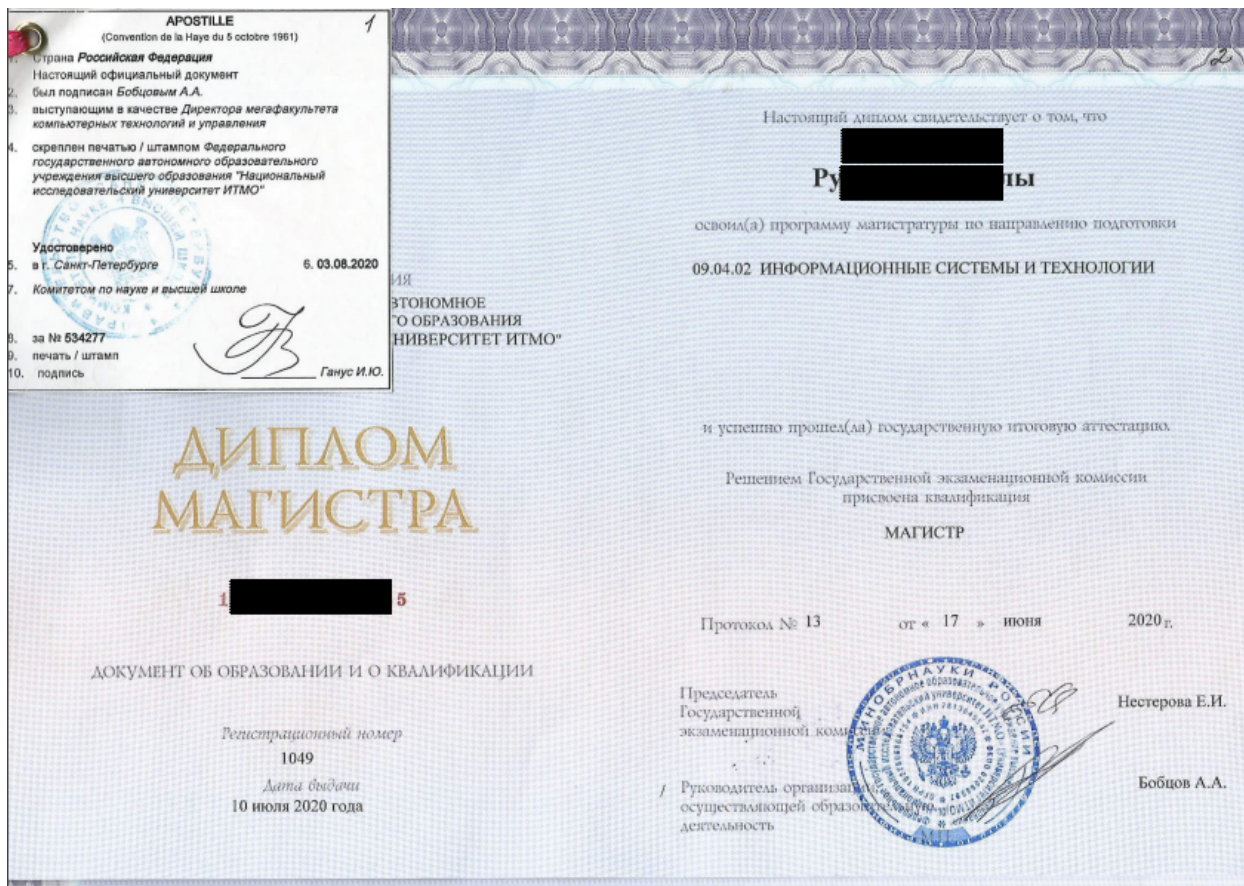 APOSTILLE
1
(Convention de la Haye du 5 octobre 1961)
Страна Российская Федерация
Настоящий официальный документ
2. был подписан Бобцовым А.А.
3. выступающим в качестве Директора мегафакультета
компьютерных технологий и управления
4. скреплен печатью / штампом Федерального
государственного автономного образовательного
учреждения высшего образования "Национальный
исследовательский университет ИТМО"
Удостоверено
5. в г. Санкт-Петербурге 6. 03.08.2020
7. Комитетом по науке и высшей школе
8. за № 534277
9. печать / штамп
10. подпись Ганус И.Ю.
ИЯ
ВТОНОМНОЕ
ГО ОБРАЗОВАНИЯ
НИВЕРСИТЕТ ИТМО"
ДИПЛОМ
МАГИСТРА
1 5
ДОКУМЕНТ ОБ ОБРАЗОВАНИИ И О КВАЛИФИКАЦИИ
Регистрационный номер
1049
Дата выдачи
10 июля 2020 года
2
Настоящий диплом свидетельствует о том, что
Ру лы
освоил(а) программу магистратуры по направлению подготовки
09.04.02 ИНФОРМАЦИОННЫЕ СИСТЕМЫ И ТЕХНОЛОГИИ
и успешно прошел(ла) государственную итоговую аттестацию.
Решением Государственной экзаменационной комиссии
присвоена квалификация
МАГИСТР
Протокол № 13 от « 17 » июня 2020 г.
Председатель
Государственной
экзаменационной комиссии
Нестерова Е.И.
Руководитель организации,
осуществляющей образовательную
деятельность
Бобцов А.А.
МИНОБРНАУКИ РОССИИ
М.П.